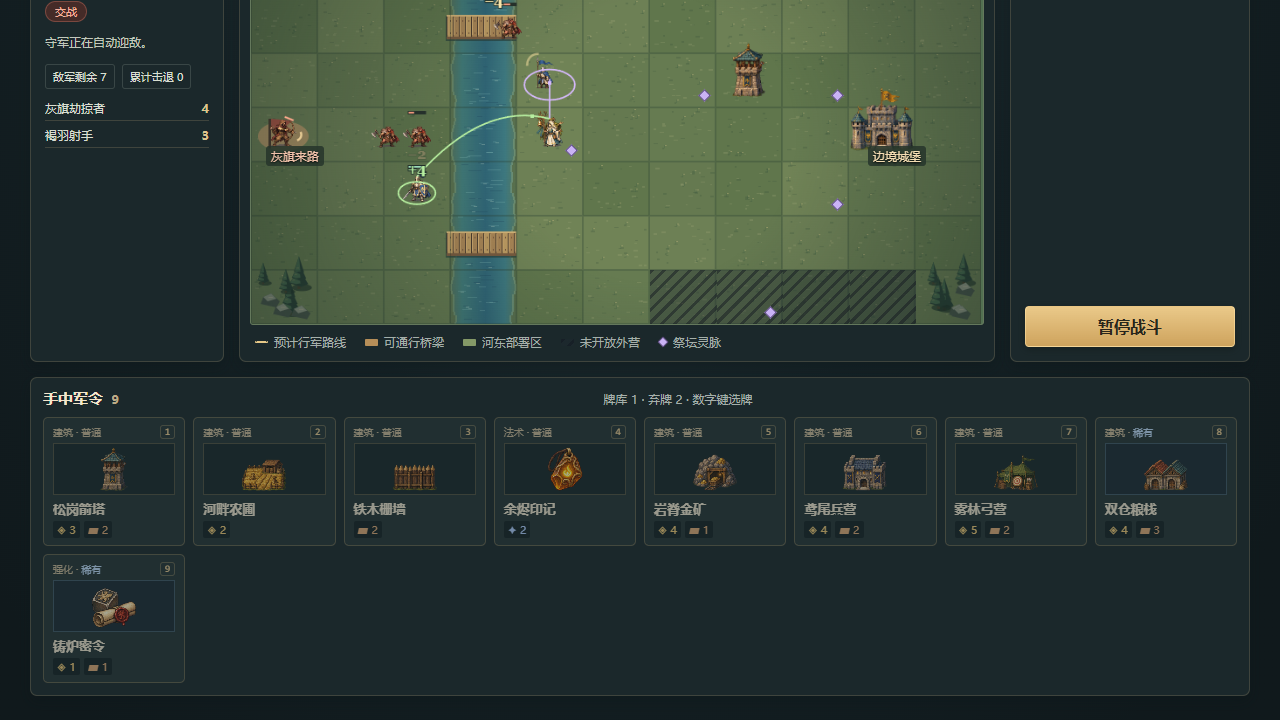 交战
守军正在自动迎敌。
敌军剩余 7
累计击退 0
灰旗劫掠者 4
褐羽射手 3
灰旗来路
边境城堡
预计行军路线
可通行桥梁
河东部署区
未开放外营
祭坛灵脉
暂停战斗
手中军令 9
牌库 1 · 弃牌 2 · 数字键选牌
建筑 · 普通 1
松岗箭塔
3 2
建筑 · 普通 2
河畔农圃
2
建筑 · 普通 3
铁木栅墙
2
法术 · 普通 4
余烬印记
2
建筑 · 普通 5
岩脊金矿
4 1
建筑 · 普通 6
鸢尾兵营
4 2
建筑 · 普通 7
雾林弓营
5 2
建筑 · 稀有 8
双仓粮栈
4 3
强化 · 稀有 9
铸炉密令
1 1